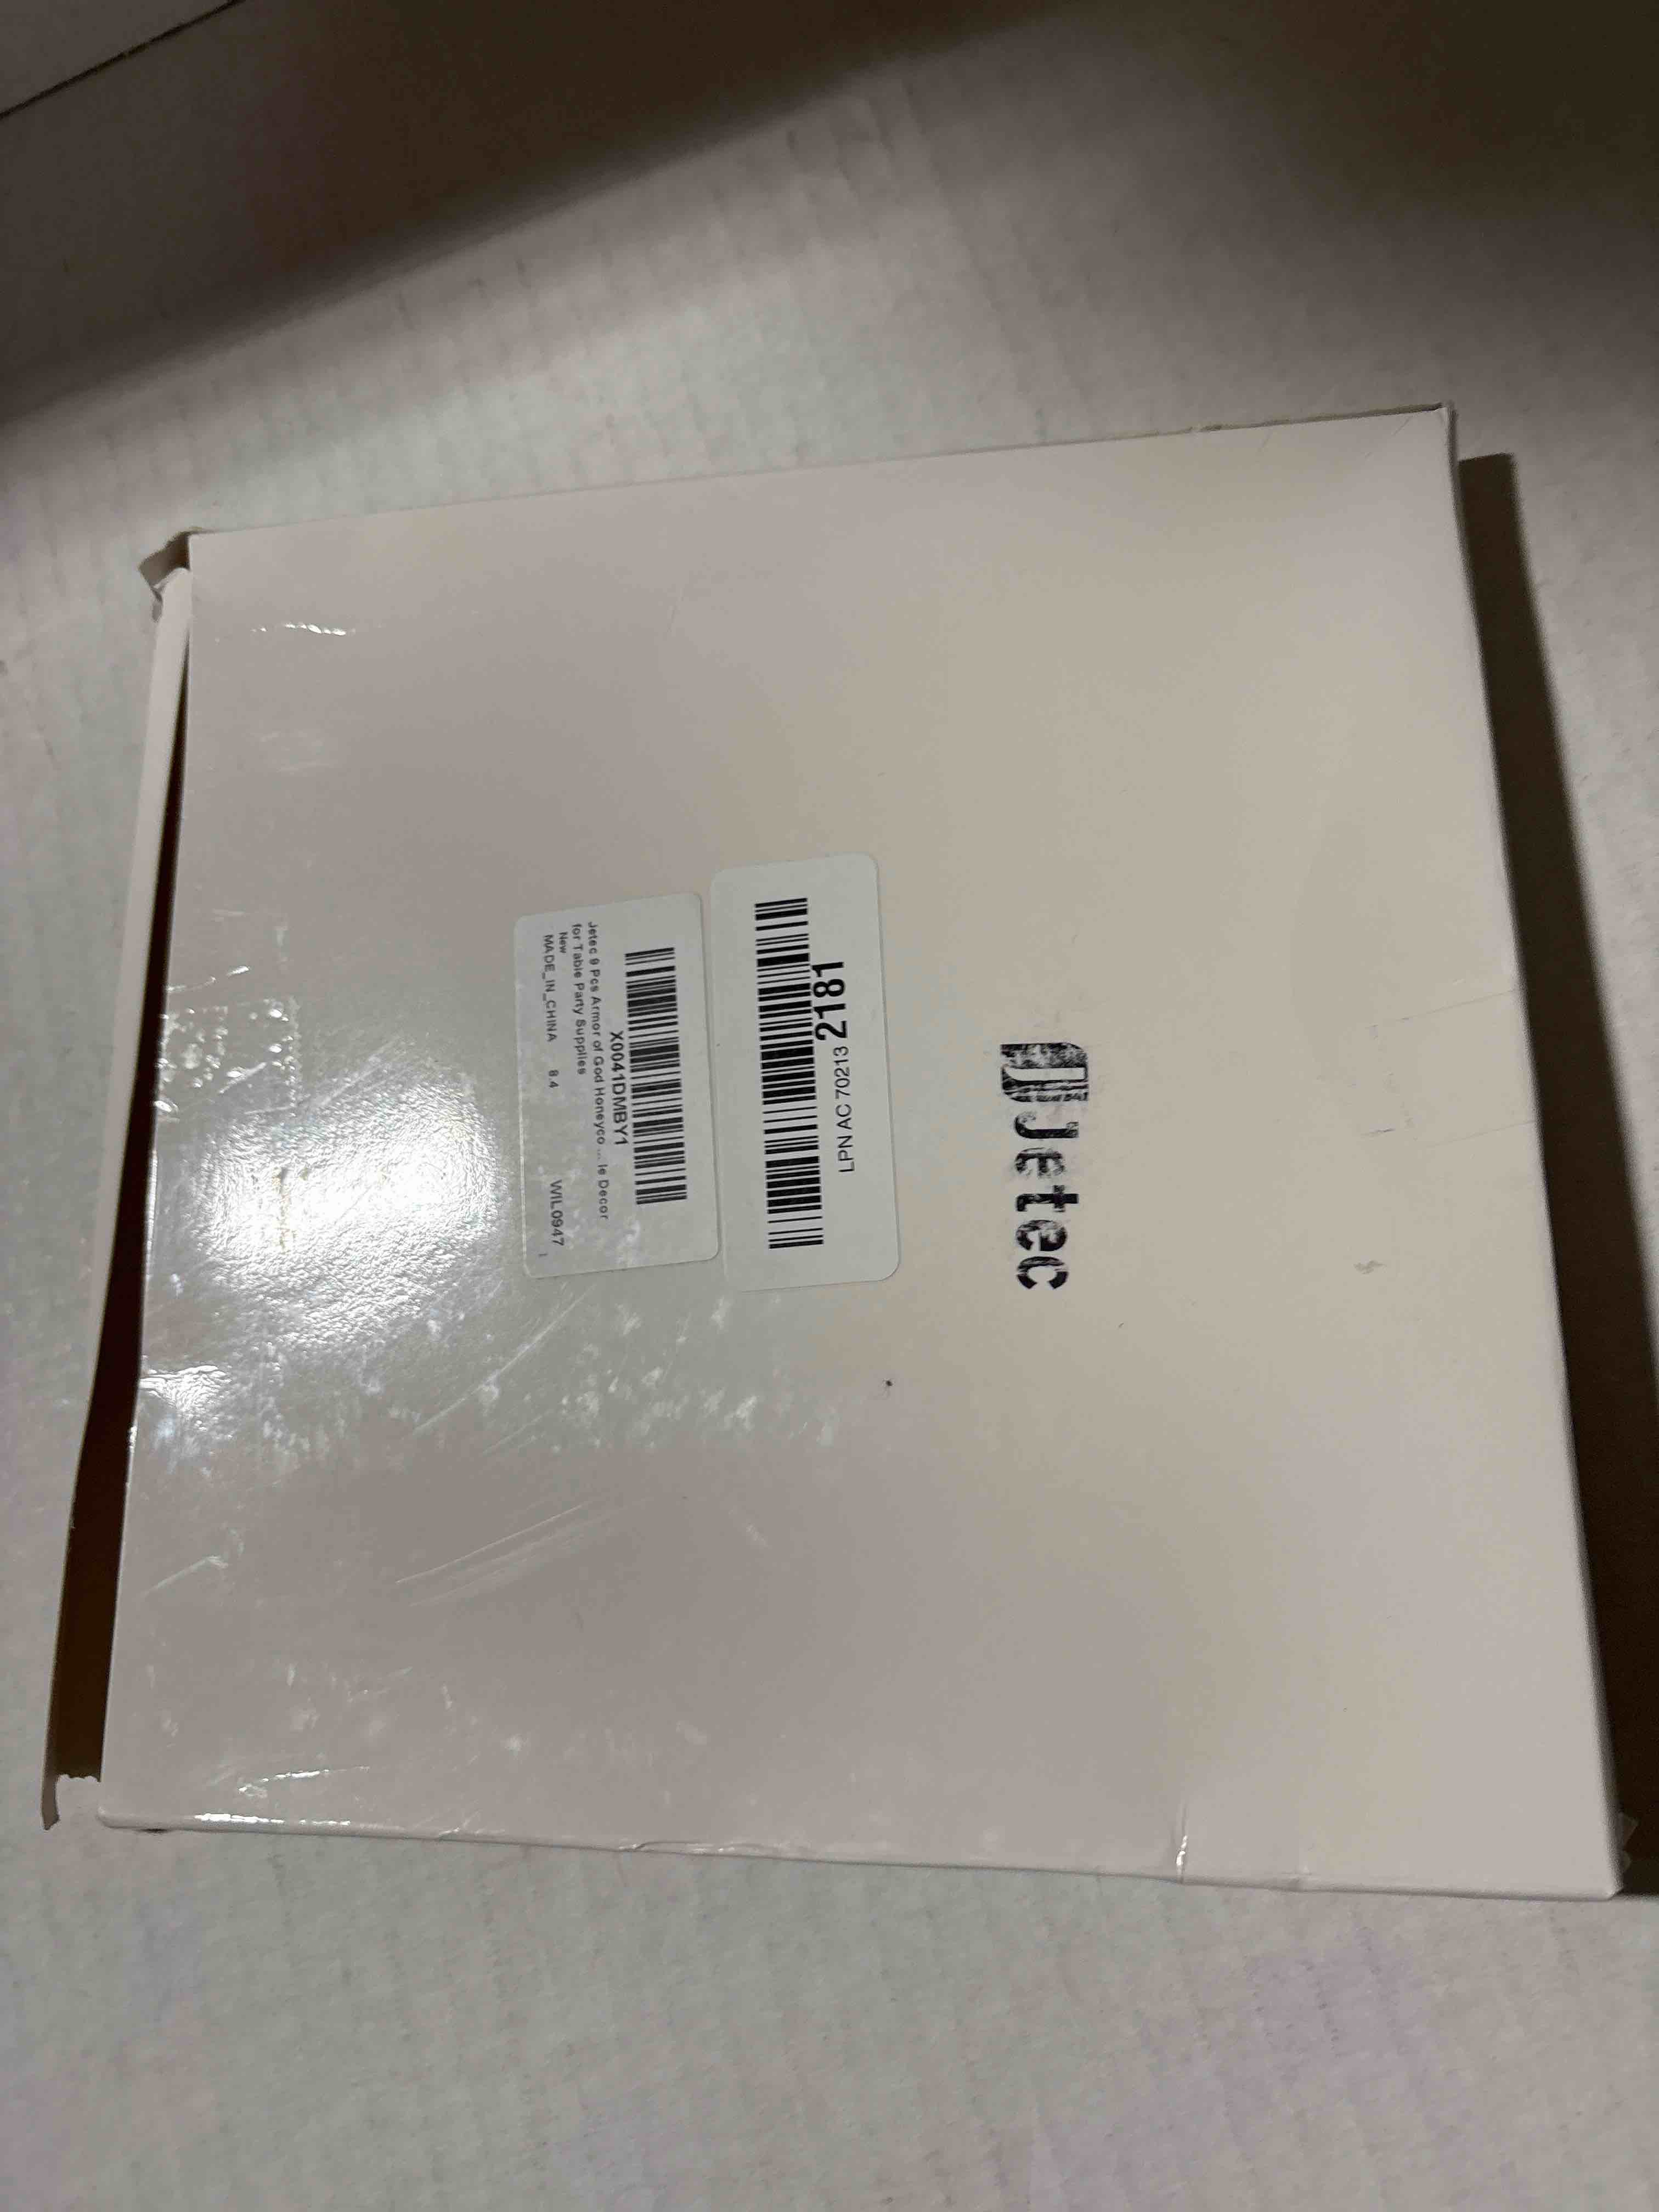 Jetec
LPN AC 70213 2181
X0041DMBY1
Jetec 9 Pcs Armor of God Honeyco ... le Decor
for Table Party Supplies
New
MADE_IN_CHINA 8.4 WIL0947